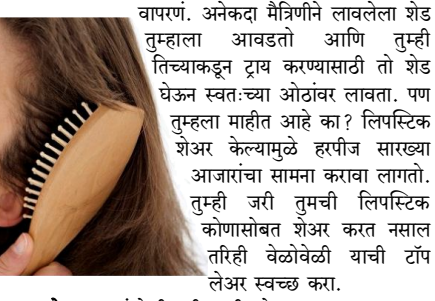 वापरणं. अनेकदा मैत्रिणीने लावलेला शेड
तुम्हाला आवडतो आणि तुम्ही
तिच्याकडून ट्राय करण्यासाठी तो शेड
घेऊन स्वतःच्या ओठांवर लावता. पण
तुम्हला माहीत आहे का? लिपस्टिक
शेअर केल्यामुळे हरपीज सारख्या
आजारांचा सामना करावा लागतो.
तुम्ही जरी तुमची लिपस्टिक
कोणासोबत शेअर करत नसाल
तरिही वेळोवेळी याची टॉप
लेअर स्वच्छ करा.